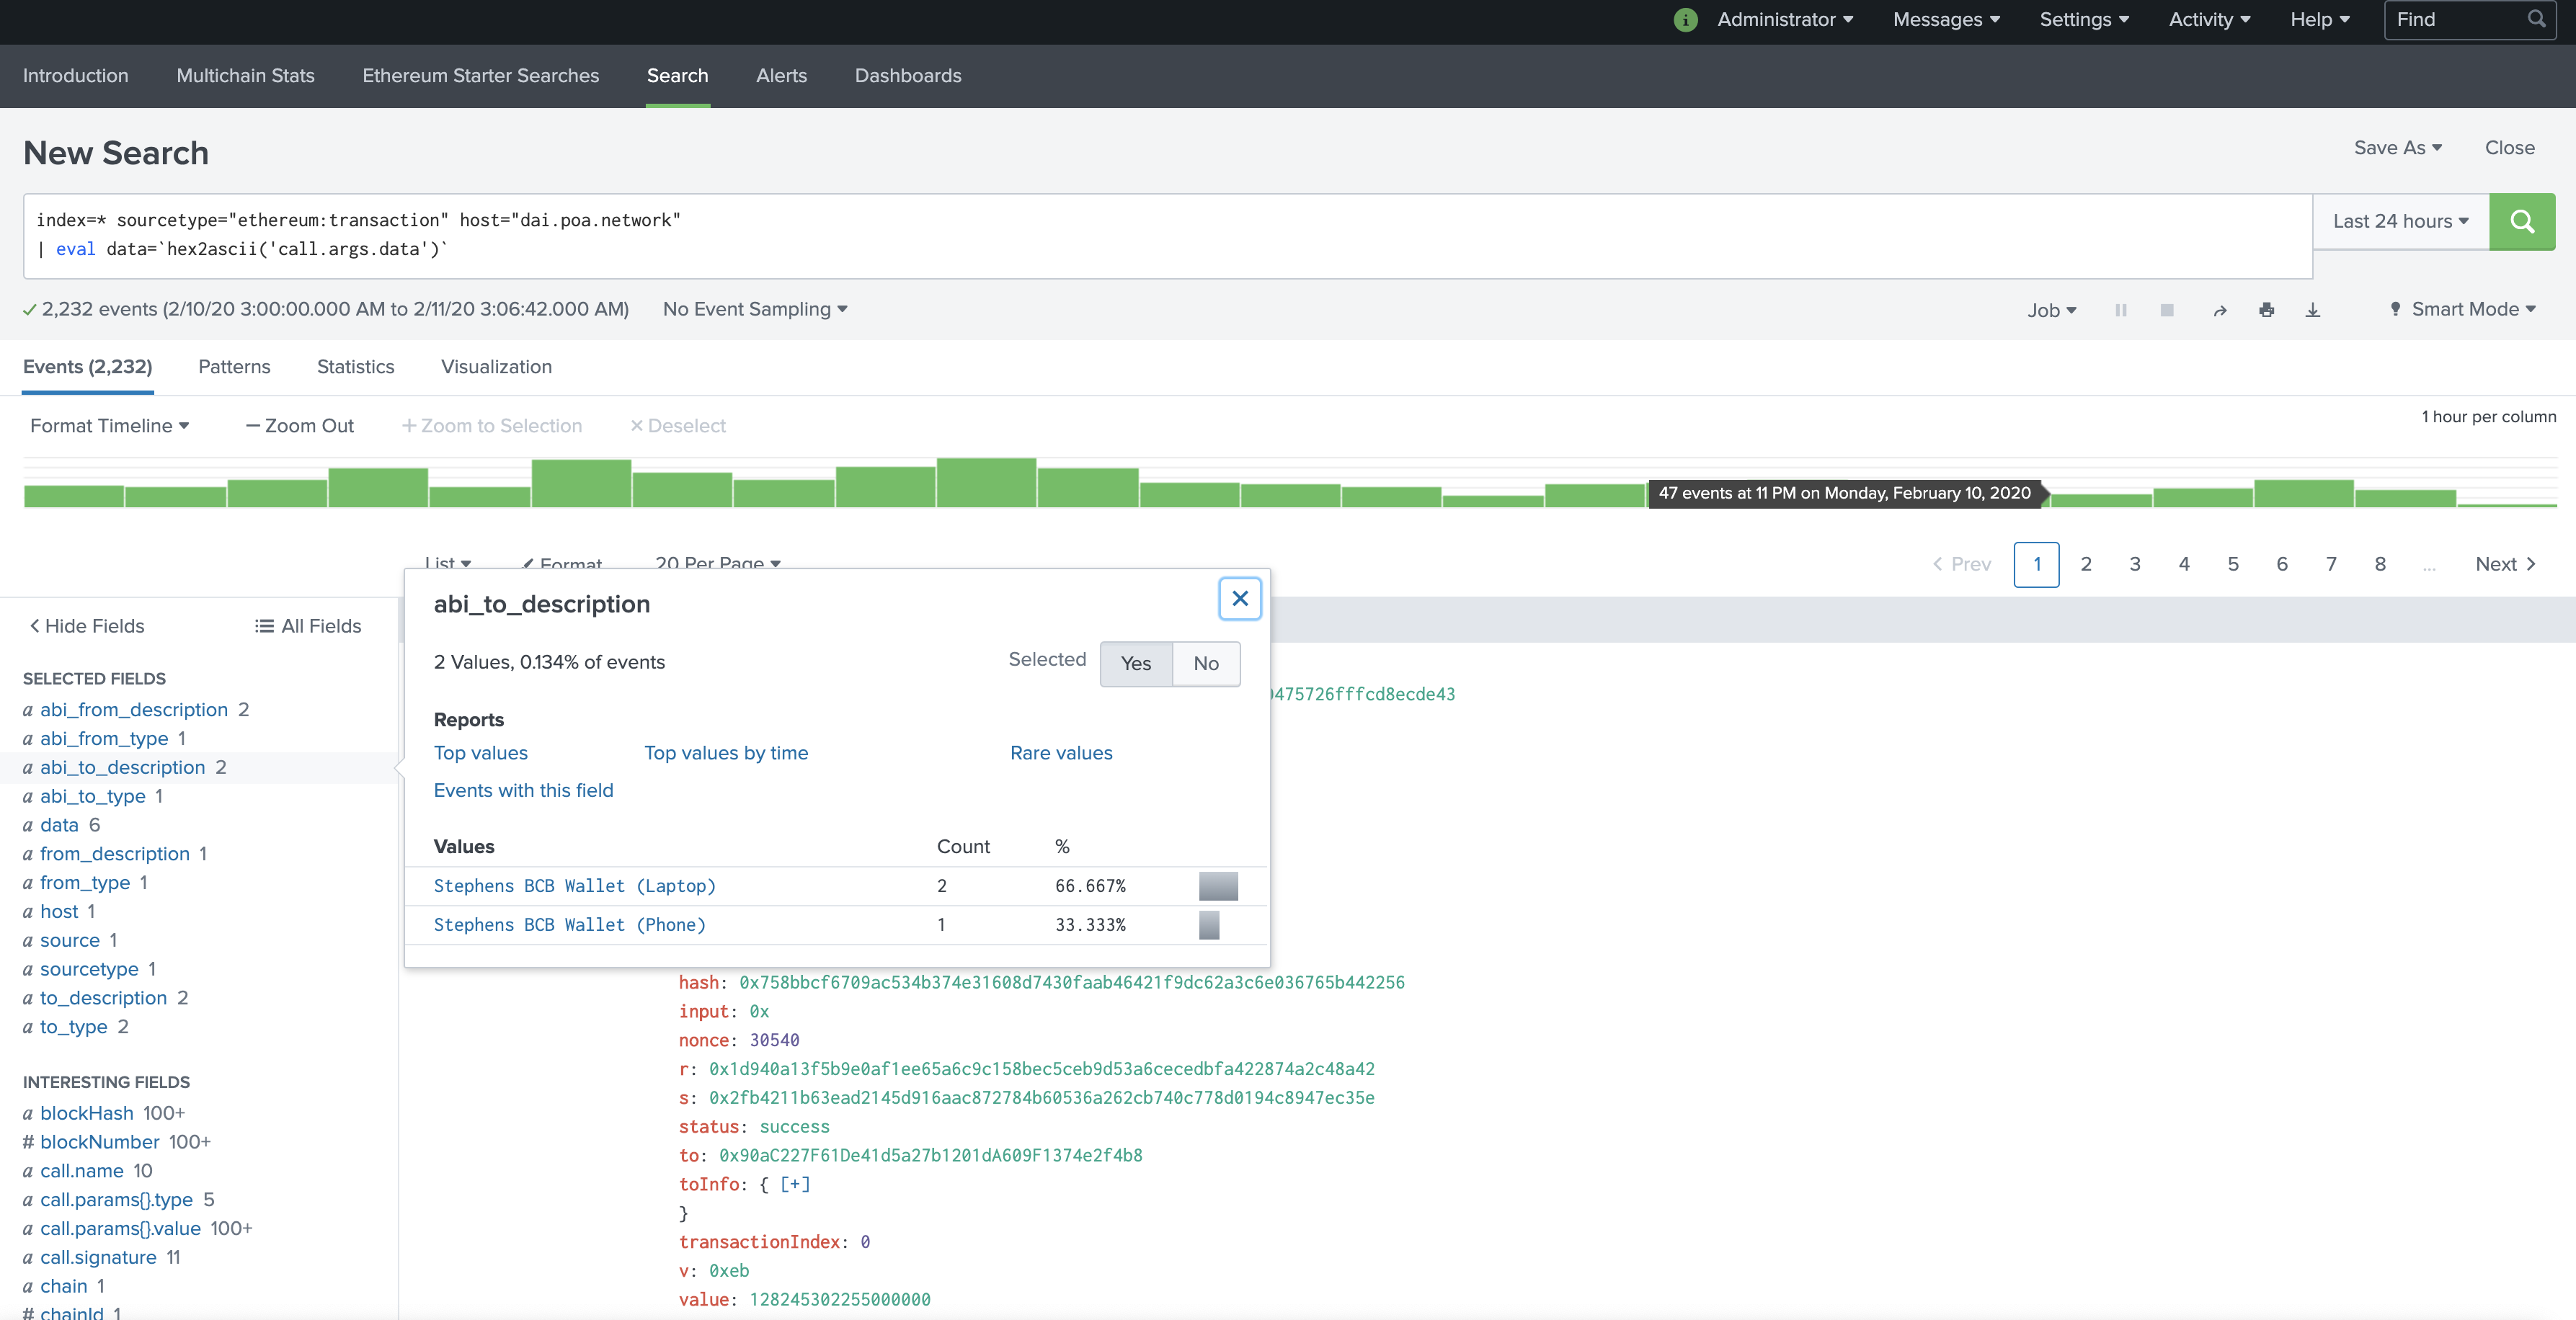 Administrator Messages Settings Activity Help Find
Introduction Multichain Stats Ethereum Starter Searches Search Alerts Dashboards
New Search
Save As Close
index=* sourcetype="ethereum:transaction" host="dai.poa.network"
| eval data=`hex2ascii('call.args.data')`
Last 24 hours
2,232 events (2/10/20 3:00:00.000 AM to 2/11/20 3:06:42.000 AM) No Event Sampling
Job Smart Mode
Events (2,232) Patterns Statistics Visualization
Format Timeline — Zoom Out + Zoom to Selection × Deselect
1 hour per column
47 events at 11 PM on Monday, February 10, 2020
List Format 20 Per Page
< Prev 1 2 3 4 5 6 7 8 ... Next >
< Hide Fields All Fields
SELECTED FIELDS
a abi_from_description 2
a abi_from_type 1
a abi_to_description 2
a abi_to_type 1
a data 6
a from_description 1
a from_type 1
a host 1
a source 1
a sourcetype 1
a to_description 2
a to_type 2
INTERESTING FIELDS
a blockHash 100+
# blockNumber 100+
a call.name 10
a call.params{}.type 5
a call.params{}.value 100+
a call.signature 11
a chain 1
# chainId 1
abi_to_description
2 Values, 0.134% of events
Selected Yes No
Reports
Top values Top values by time Rare values
Events with this field
Values Count %
Stephens BCB Wallet (Laptop) 2 66.667%
Stephens BCB Wallet (Phone) 1 33.333%
475726fffcd8ecde43
hash: 0x758bbcf6709ac534b374e31608d7430faab46421f9dc62a3c6e036765b442256
input: 0x
nonce: 30540
r: 0x1d940a13f5b9e0af1ee65a6c9c158bec5ceb9d53a6cecedbfa422874a2c48a42
s: 0x2fb4211b63ead2145d916aac872784b60536a262cb740c778d0194c8947ec35e
status: success
to: 0x90aC227F61De41d5a27b1201dA609F1374e2f4b8
toInfo: { [+]
}
transactionIndex: 0
v: 0xeb
value: 128245302255000000